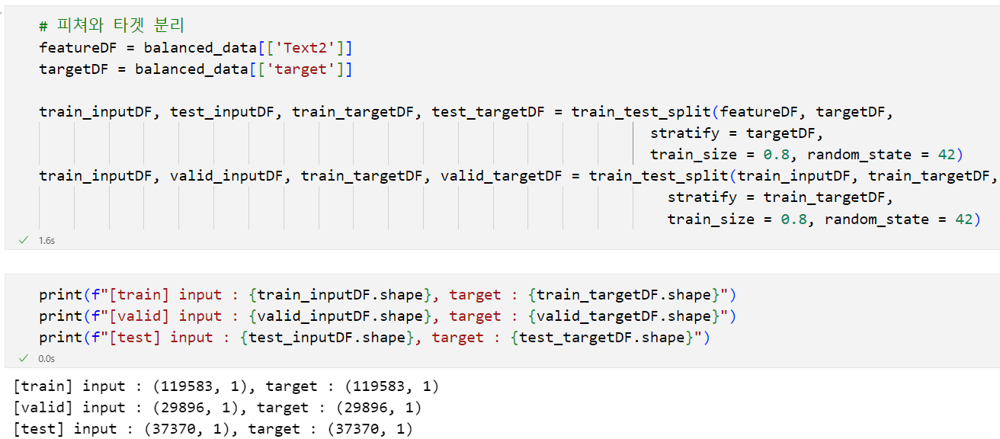 # 피쳐와 타겟 분리
featureDF = balanced_data[['Text2']]
targetDF = balanced_data[['target']]
train_inputDF, test_inputDF, train_targetDF, test_targetDF = train_test_split(featureDF, targetDF,
stratify = targetDF,
train_size = 0.8, random_state = 42)
train_inputDF, valid_inputDF, train_targetDF, valid_targetDF = train_test_split(train_inputDF, train_targetDF,
stratify = train_targetDF,
train_size = 0.8, random_state = 42)
1.6s
print(f"[train] input : {train_inputDF.shape}, target : {train_targetDF.shape}")
print(f"[valid] input : {valid_inputDF.shape}, target : {valid_targetDF.shape}")
print(f"[test] input : {test_inputDF.shape}, target : {test_targetDF.shape}")
0.0s
[train] input : (119583, 1), target : (119583, 1)
[valid] input : (29896, 1), target : (29896, 1)
[test] input : (37370, 1), target : (37370, 1)